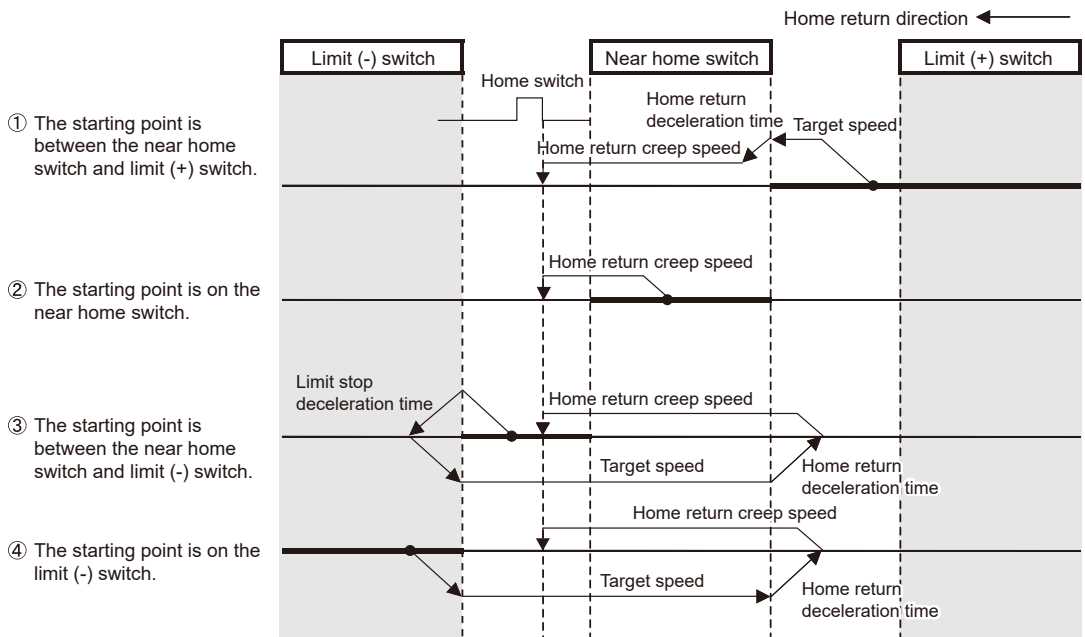 Home return direction
Limit (-) switch
Near home switch
Limit (+) switch
Home switch
① The starting point is
between the near home
switch and limit (+) switch.
Home return
deceleration time
Target speed
Home return creep speed
② The starting point is on the
near home switch.
Home return creep speed
③ The starting point is
between the near home
switch and limit (-) switch.
Limit stop
deceleration time
Home return creep speed
Target speed
Home return
deceleration time
④ The starting point is on the
limit (-) switch.
Home return creep speed
Target speed
Home return
deceleration time